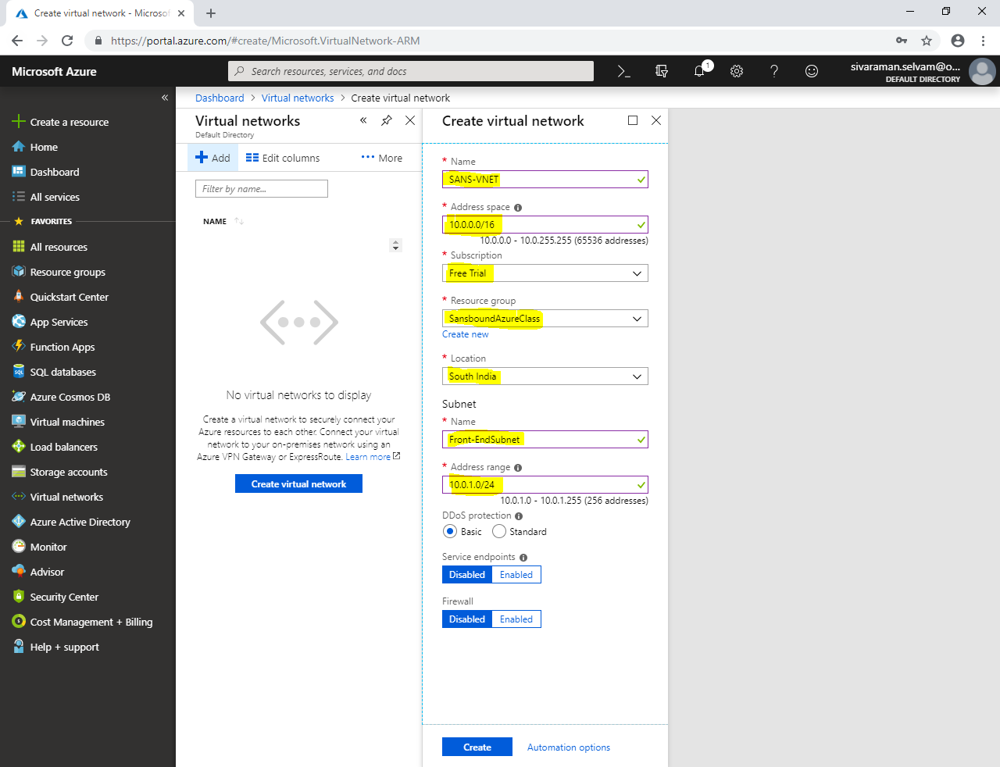 Create virtual network - Microsof
https://portal.azure.com/#create/Microsoft.VirtualNetwork-ARM
Microsoft Azure
Search resources, services, and docs
1
sivaraman.selvam@o...
DEFAULT DIRECTORY
Dashboard > Virtual networks > Create virtual network
Create a resource
Home
Dashboard
All services
FAVORITES
All resources
Resource groups
Quickstart Center
App Services
Function Apps
SQL databases
Azure Cosmos DB
Virtual machines
Load balancers
Storage accounts
Virtual networks
Azure Active Directory
Monitor
Advisor
Security Center
Cost Management + Billing
Help + support
Virtual networks
Default Directory
Add
Edit columns
More
Filter by name...
NAME
No virtual networks to display
Create a virtual network to securely connect your
Azure resources to each other. Connect your virtual
network to your on-premises network using an
Azure VPN Gateway or ExpressRoute. Learn more
Create virtual network
Create virtual network
* Name
SANS-VNET
* Address space
10.0.0.0/16
10.0.0.0 - 10.0.255.255 (65536 addresses)
* Subscription
Free Trial
* Resource group
SansboundAzureClass
Create new
* Location
South India
Subnet
* Name
Front-EndSubnet
* Address range
10.0.1.0/24
10.0.1.0 - 10.0.1.255 (256 addresses)
DDoS protection
Basic Standard
Service endpoints
Disabled Enabled
Firewall
Disabled Enabled
Create Automation options